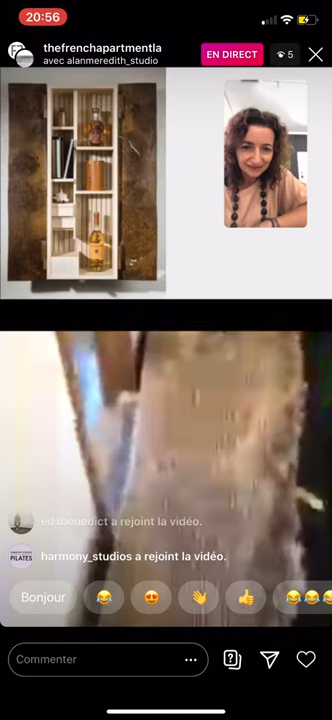 20:56
thefrenchapartmentla
avec alanmeredith_studio
EN DIRECT
5
edsbenedict a rejoint la vidéo.
harmony_studios a rejoint la vidéo.
PILATES
Bonjour
Commenter